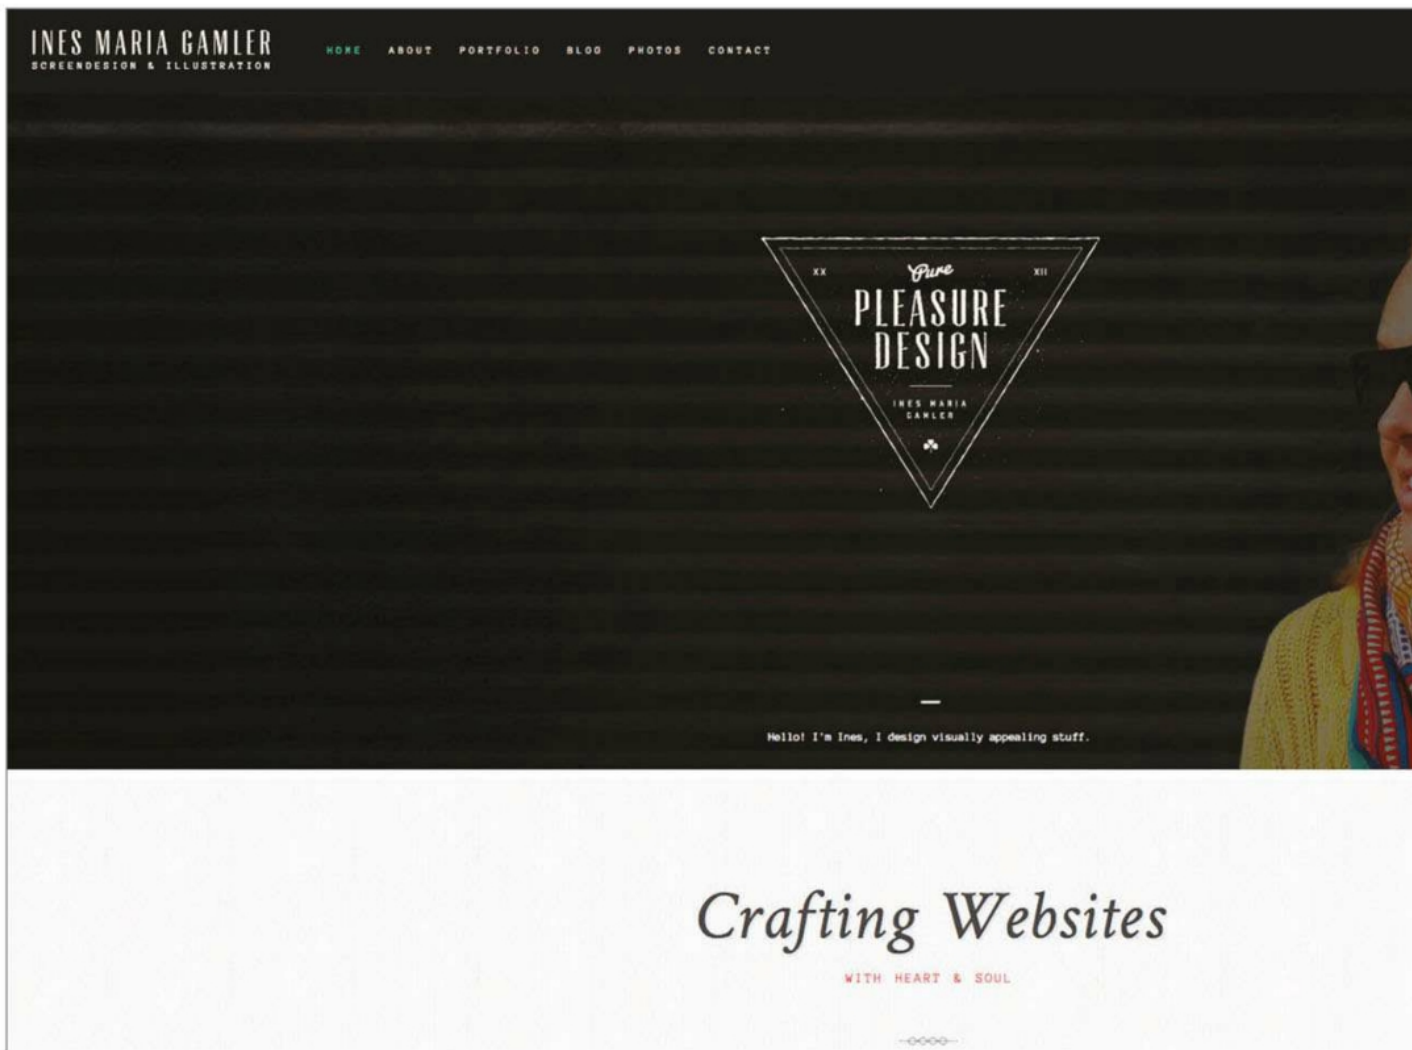 INES MARIA GAMLER
SCREENDESIGN & ILLUSTRATION
HOME ABOUT PORTFOLIO BLOG PHOTOS CONTACT
XX Pure XII
PLEASURE
DESIGN
INES MARIA
GAMLER
Hello! I'm Ines, I design visually appealing stuff.
Crafting Websites
WITH HEART & SOUL